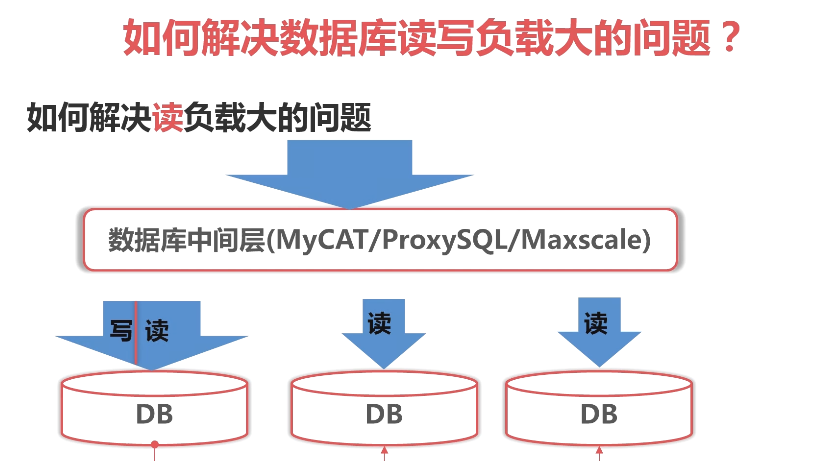 如何解决数据库读写负载大的问题？
如何解决读负载大的问题
数据库中间层(MyCAT/ProxySQL/Maxscale)
写 读
读
读
DB
DB
DB